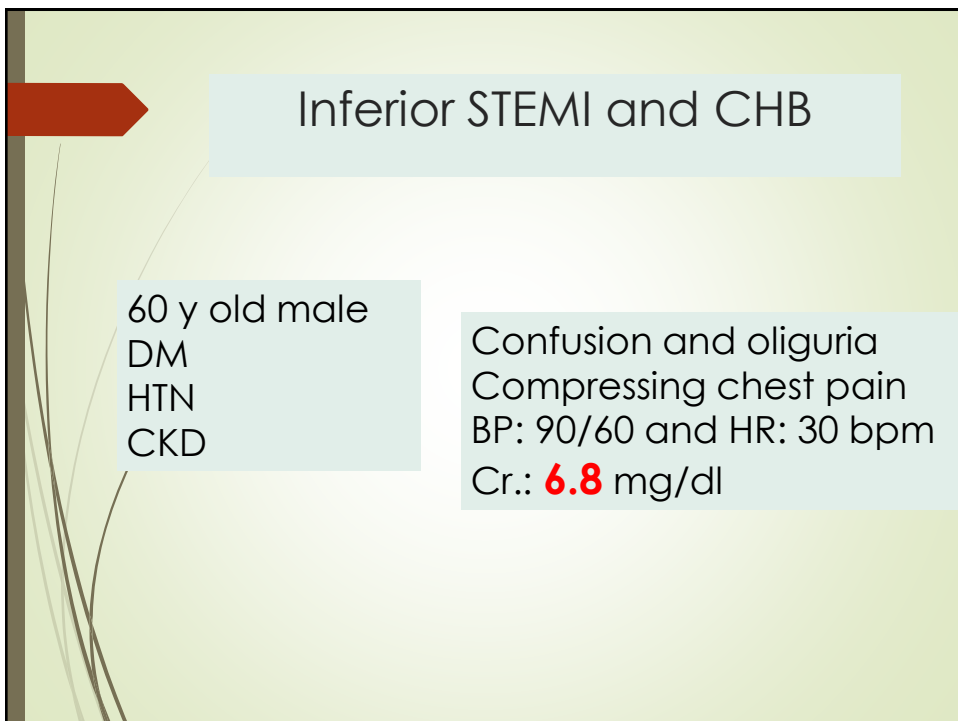 Inferior STEMI and CHB
60 y old male
DM
HTN
CKD
Confusion and oliguria
Compressing chest pain
BP: 90/60 and HR: 30 bpm
Cr.: 6.8 mg/dl